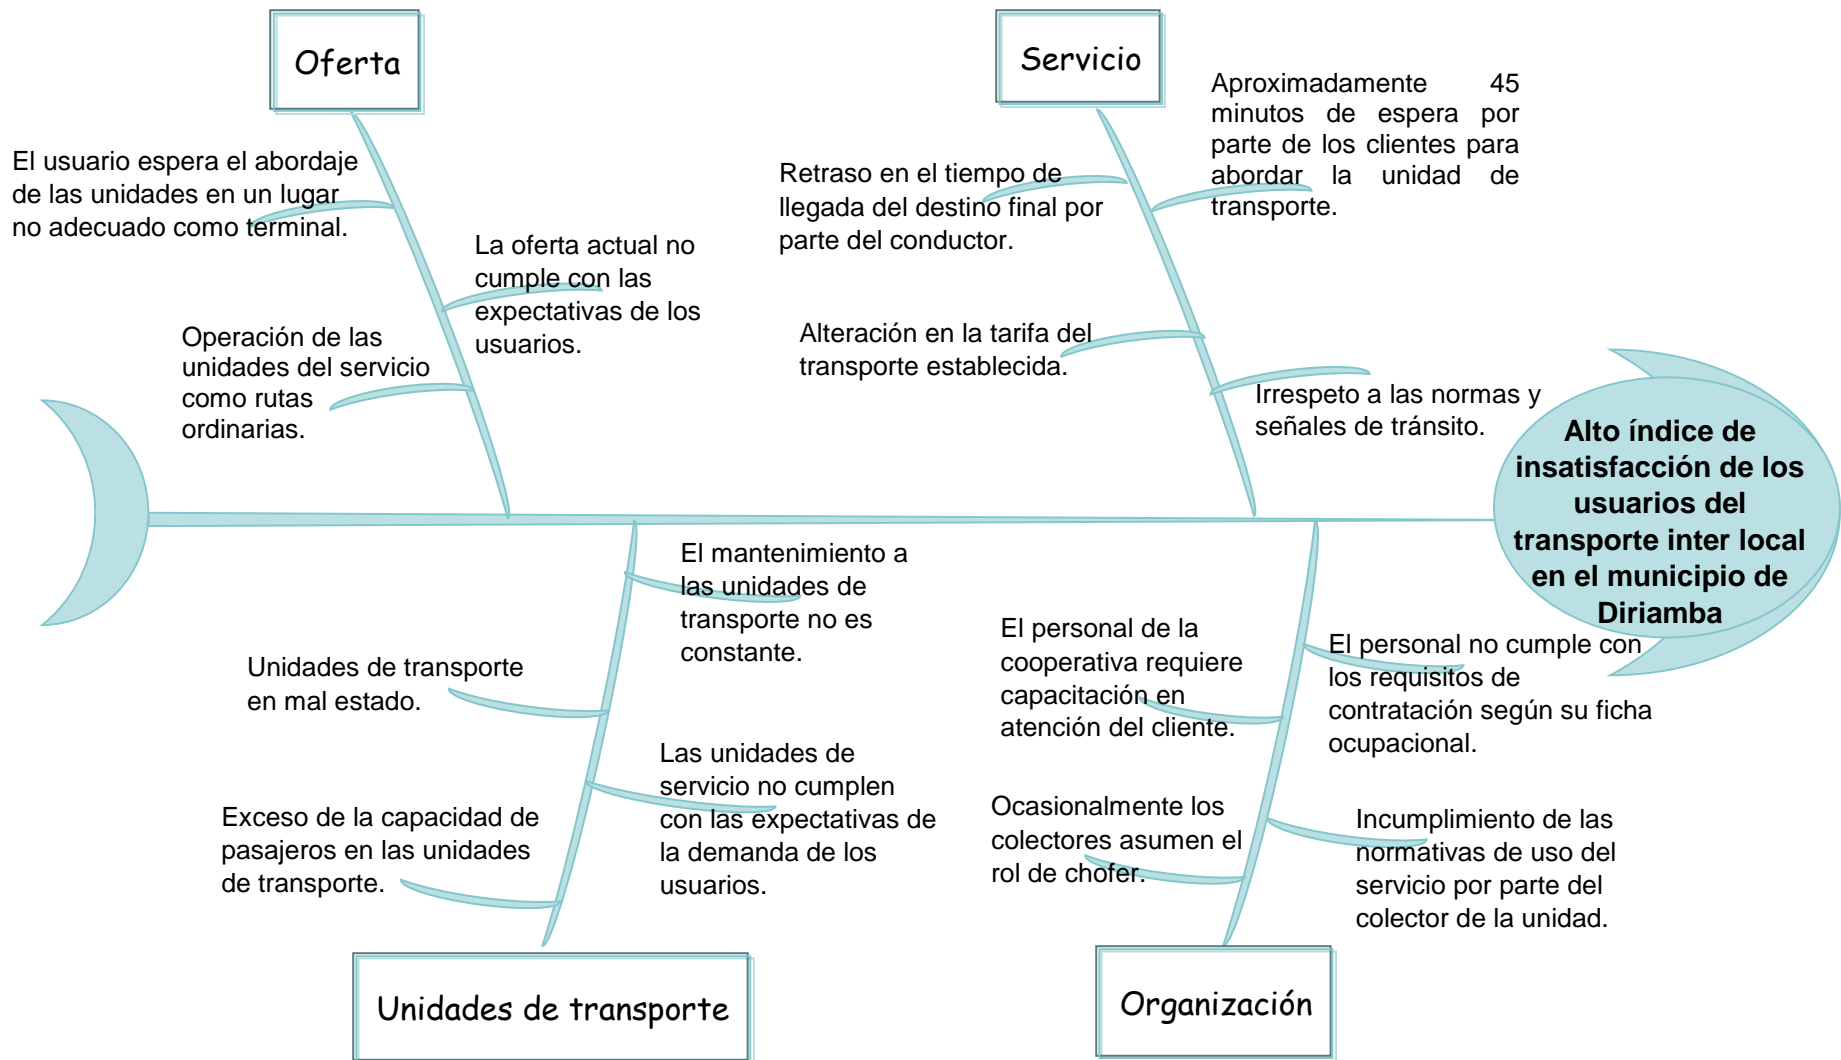 Oferta
El usuario espera el abordaje
de las unidades en un lugar
no adecuado como terminal.
La oferta actual no
cumple con las
expectativas de los
usuarios.
Operación de las
unidades del servicio
como rutas
ordinarias.
Servicio
Aproximadamente 45
minutos de espera por
parte de los clientes para
abordar la unidad de
transporte.
Retraso en el tiempo de
llegada del destino final por
parte del conductor.
Alteración en la tarifa del
transporte establecida.
Irrespeto a las normas y
señales de tránsito.
Alto índice de
insatisfacción de los
usuarios del
transporte inter local
en el municipio de
Diriamba
El mantenimiento a
las unidades de
transporte no es
constante.
Unidades de transporte
en mal estado.
Las unidades de
servicio no cumplen
con las expectativas de
la demanda de los
usuarios.
Exceso de la capacidad de
pasajeros en las unidades
de transporte.
Unidades de transporte
El personal de la
cooperativa requiere
capacitación en
atención del cliente.
El personal no cumple con
los requisitos de
contratación según su ficha
ocupacional.
Ocasionalmente los
colectores asumen el
rol de chofer.
Incumplimiento de las
normativas de uso del
servicio por parte del
colector de la unidad.
Organización